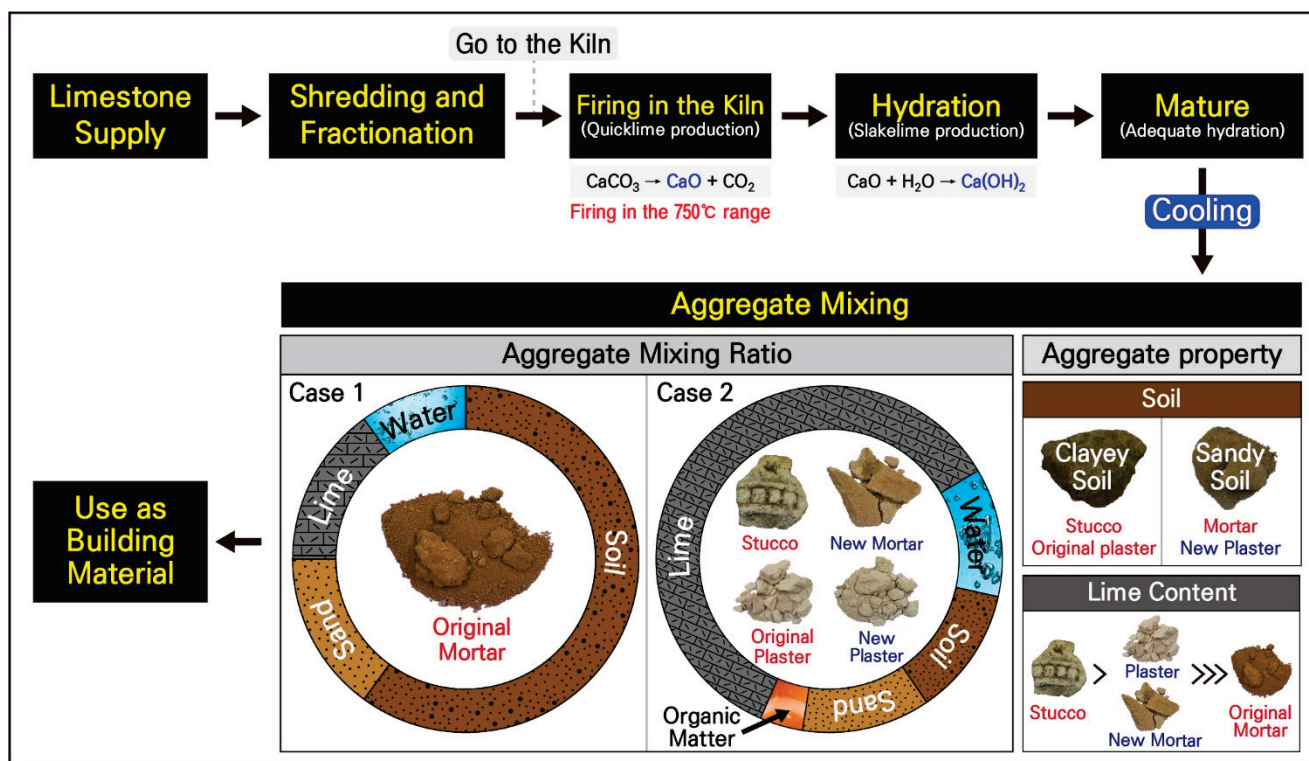 Go to the Kiln
Limestone
Supply
Shredding and
Fractionation
Firing in the Kiln
(Quicklime production)
Hydration
(Slakelime production)
Mature
(Adequate hydration)
CaCO₃ → CaO + CO₂
Firing in the 750℃ range
CaO + H₂O → Ca(OH)₂
Cooling
Aggregate Mixing
Aggregate Mixing Ratio
Case 1
Water
Lime
Sand
Soil
Original
Mortar
Case 2
Lime
Water
Soil
Sand
Organic
Matter
Stucco
New Mortar
Original
Plaster
New
Plaster
Aggregate property
Soil
Clayey
Soil
Stucco
Original plaster
Sandy
Soil
Mortar
New Plaster
Lime Content
Stucco
>
Plaster
New Mortar
>>>
Original
Mortar
Use as
Building
Material